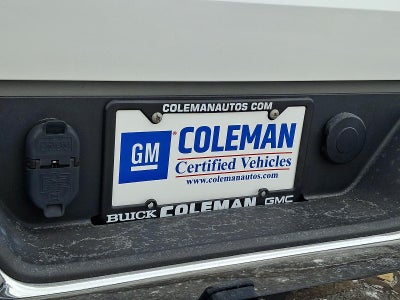 COLEMANAUTOS.COM
GM ® COLEMAN
Certified Vehicles
www.colemanautos.com
BUICK COLEMAN GMC